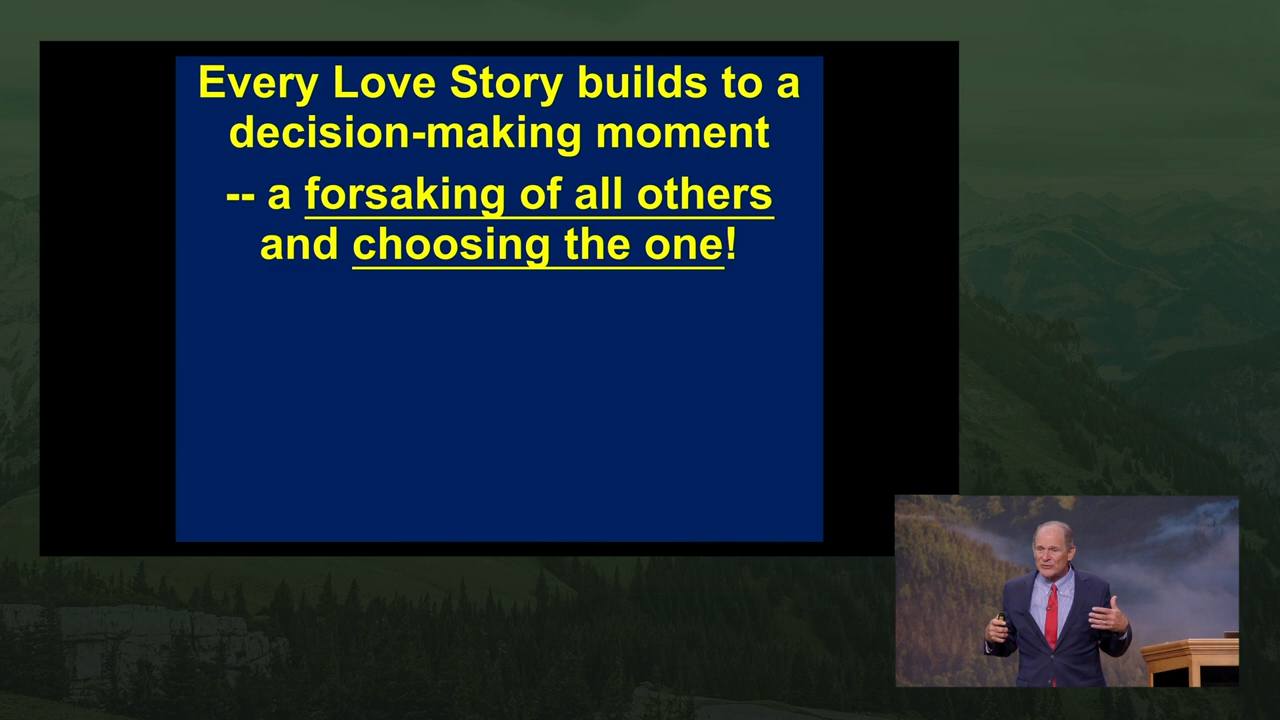 Every Love Story builds to a
decision-making moment
-- a forsaking of all others
and choosing the one!